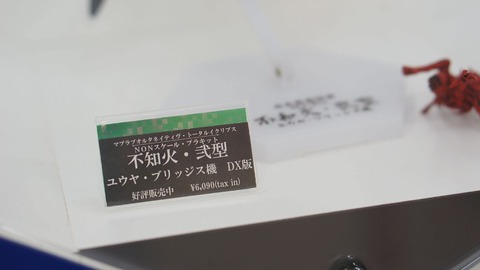 マブラヴオルタネイティヴ・トータルイクリプス
NONスケール・プラキット
不知火・弐型
ユウヤ・ブリッジス機 DX版
好評販売中 ¥6,090(tax in)